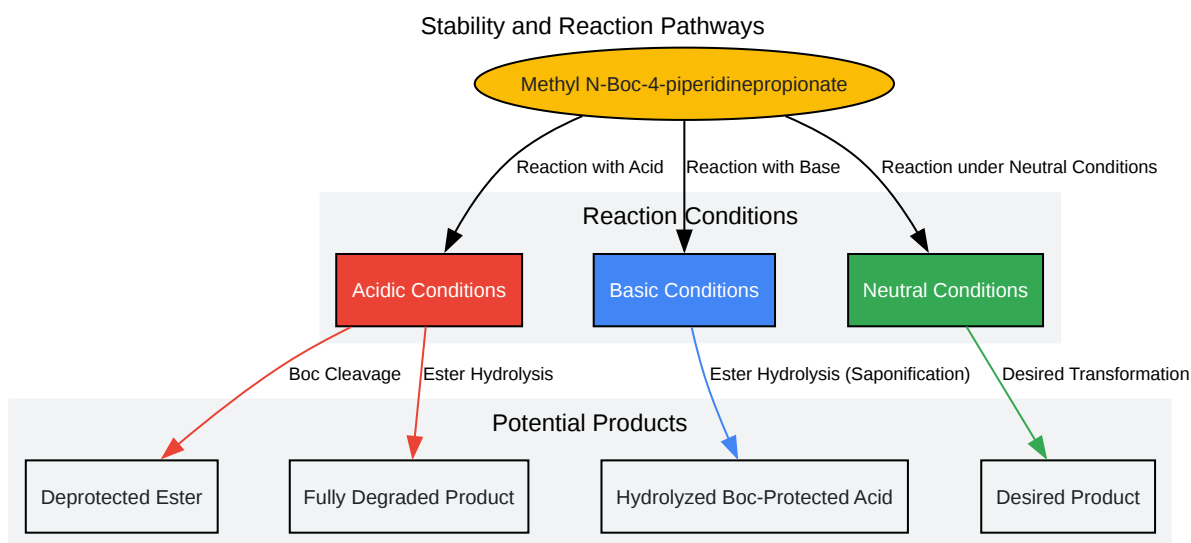 Stability and Reaction Pathways
Methyl N-Boc-4-piperidinepropionate
Reaction with Acid
Reaction with Base
Reaction under Neutral Conditions
Reaction Conditions
Acidic Conditions
Basic Conditions
Neutral Conditions
Boc Cleavage
Ester Hydrolysis
Ester Hydrolysis (Saponification)
Desired Transformation
Potential Products
Deprotected Ester
Fully Degraded Product
Hydrolyzed Boc-Protected Acid
Desired Product